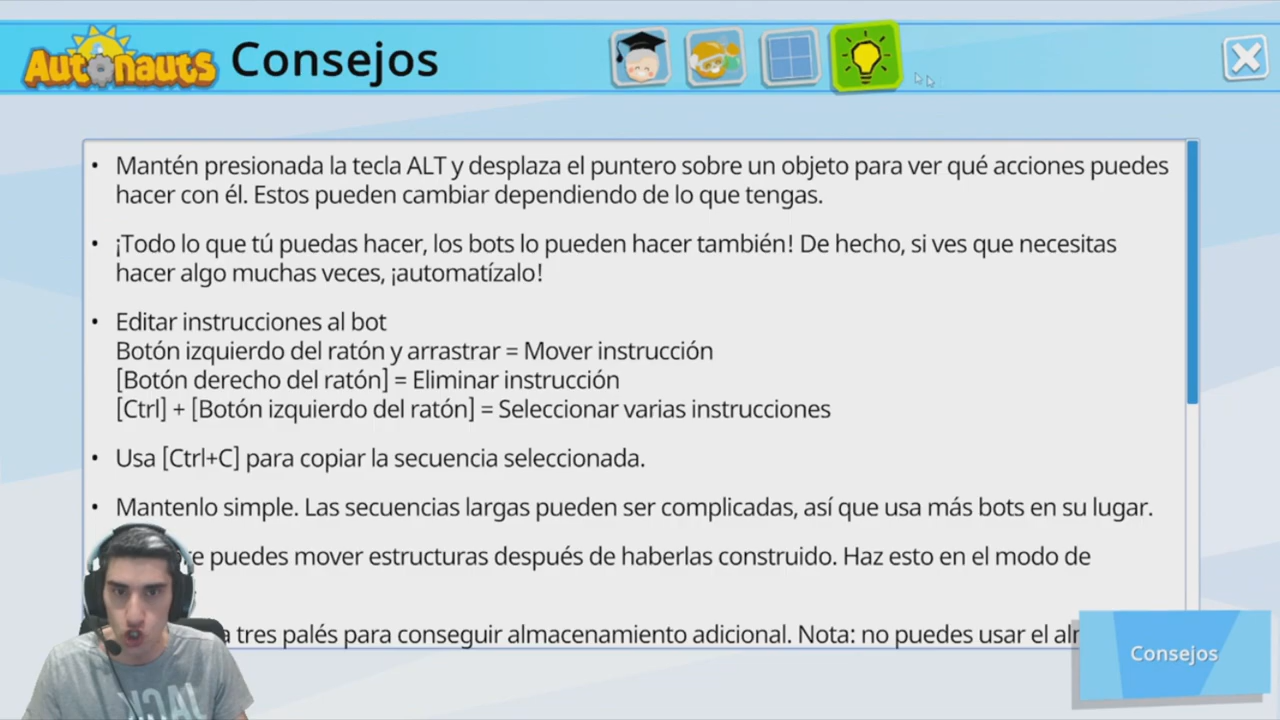 Autonauts
Consejos
• Mantén presionada la tecla ALT y desplaza el puntero sobre un objeto para ver qué acciones puedes
hacer con él. Estos pueden cambiar dependiendo de lo que tengas.
• ¡Todo lo que tú puedas hacer, los bots lo pueden hacer también! De hecho, si ves que necesitas
hacer algo muchas veces, ¡automatízalo!
• Editar instrucciones al bot
Botón izquierdo del ratón y arrastrar = Mover instrucción
[Botón derecho del ratón] = Eliminar instrucción
[Ctrl] + [Botón izquierdo del ratón] = Seleccionar varias instrucciones
• Usa [Ctrl+C] para copiar la secuencia seleccionada.
• Mantenlo simple. Las secuencias largas pueden ser complicadas, así que usa más bots en su lugar.
puedes mover estructuras después de haberlas construido. Haz esto en el modo de
tres palés para conseguir almacenamiento adicional. Nota: no puedes usar el
Consejos
JACK